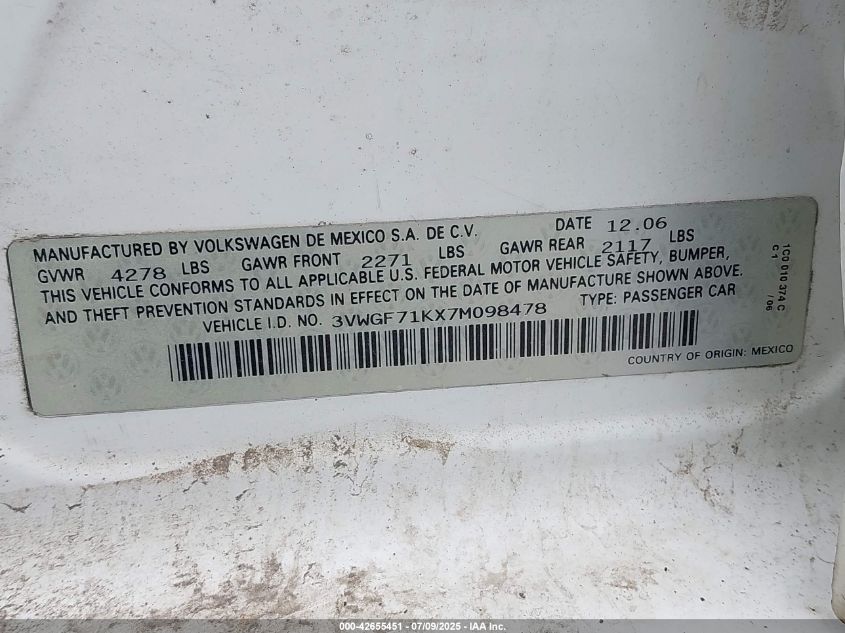 MANUFACTURED BY VOLKSWAGEN DE MEXICO S.A. DE C.V. DATE 12.06
GVWR 4278 LBS GAWR FRONT 2271 LBS GAWR REAR 2117 LBS
THIS VEHICLE CONFORMS TO ALL APPLICABLE U.S. FEDERAL MOTOR VEHICLE SAFETY, BUMPER,
AND THEFT PREVENTION STANDARDS IN EFFECT ON THE DATE OF MANUFACTURE SHOWN ABOVE.
VEHICLE I.D. NO. 3VWGF71KX7M098478 TYPE: PASSENGER CAR
COUNTRY OF ORIGIN: MEXICO
1C0 010 374 C
C1 / 06
000-42655451 - 07/09/2025 - IAA Inc.